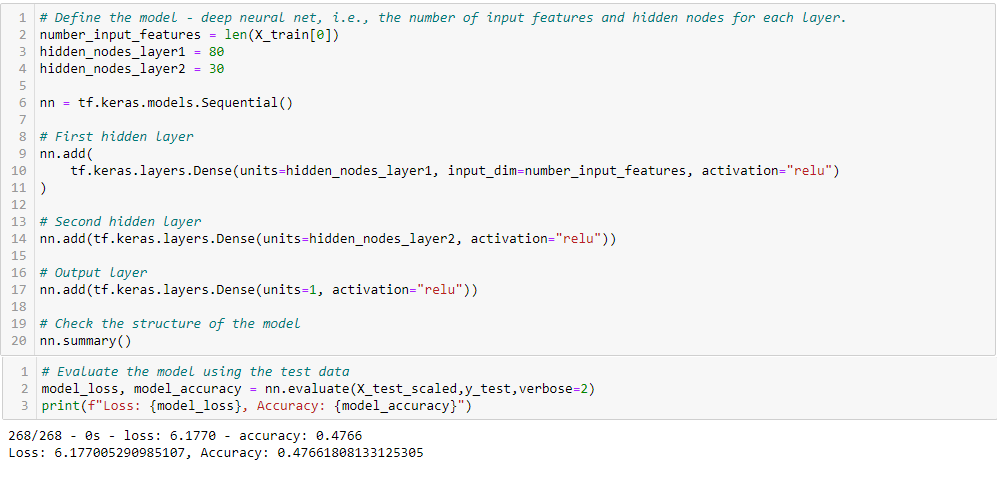 1 # Define the model - deep neural net, i.e., the number of input features and hidden nodes for each layer.
2 number_input_features = len(X_train[0])
3 hidden_nodes_layer1 = 80
4 hidden_nodes_layer2 = 30
5
6 nn = tf.keras.models.Sequential()
7
8 # First hidden layer
9 nn.add(
10     tf.keras.layers.Dense(units=hidden_nodes_layer1, input_dim=number_input_features, activation="relu")
11 )
12
13 # Second hidden layer
14 nn.add(tf.keras.layers.Dense(units=hidden_nodes_layer2, activation="relu"))
15
16 # Output layer
17 nn.add(tf.keras.layers.Dense(units=1, activation="relu"))
18
19 # Check the structure of the model
20 nn.summary()
1 # Evaluate the model using the test data
2 model_loss, model_accuracy = nn.evaluate(X_test_scaled,y_test,verbose=2)
3 print(f"Loss: {model_loss}, Accuracy: {model_accuracy}")
268/268 - 0s - loss: 6.1770 - accuracy: 0.4766
Loss: 6.177005290985107, Accuracy: 0.47661808133125305